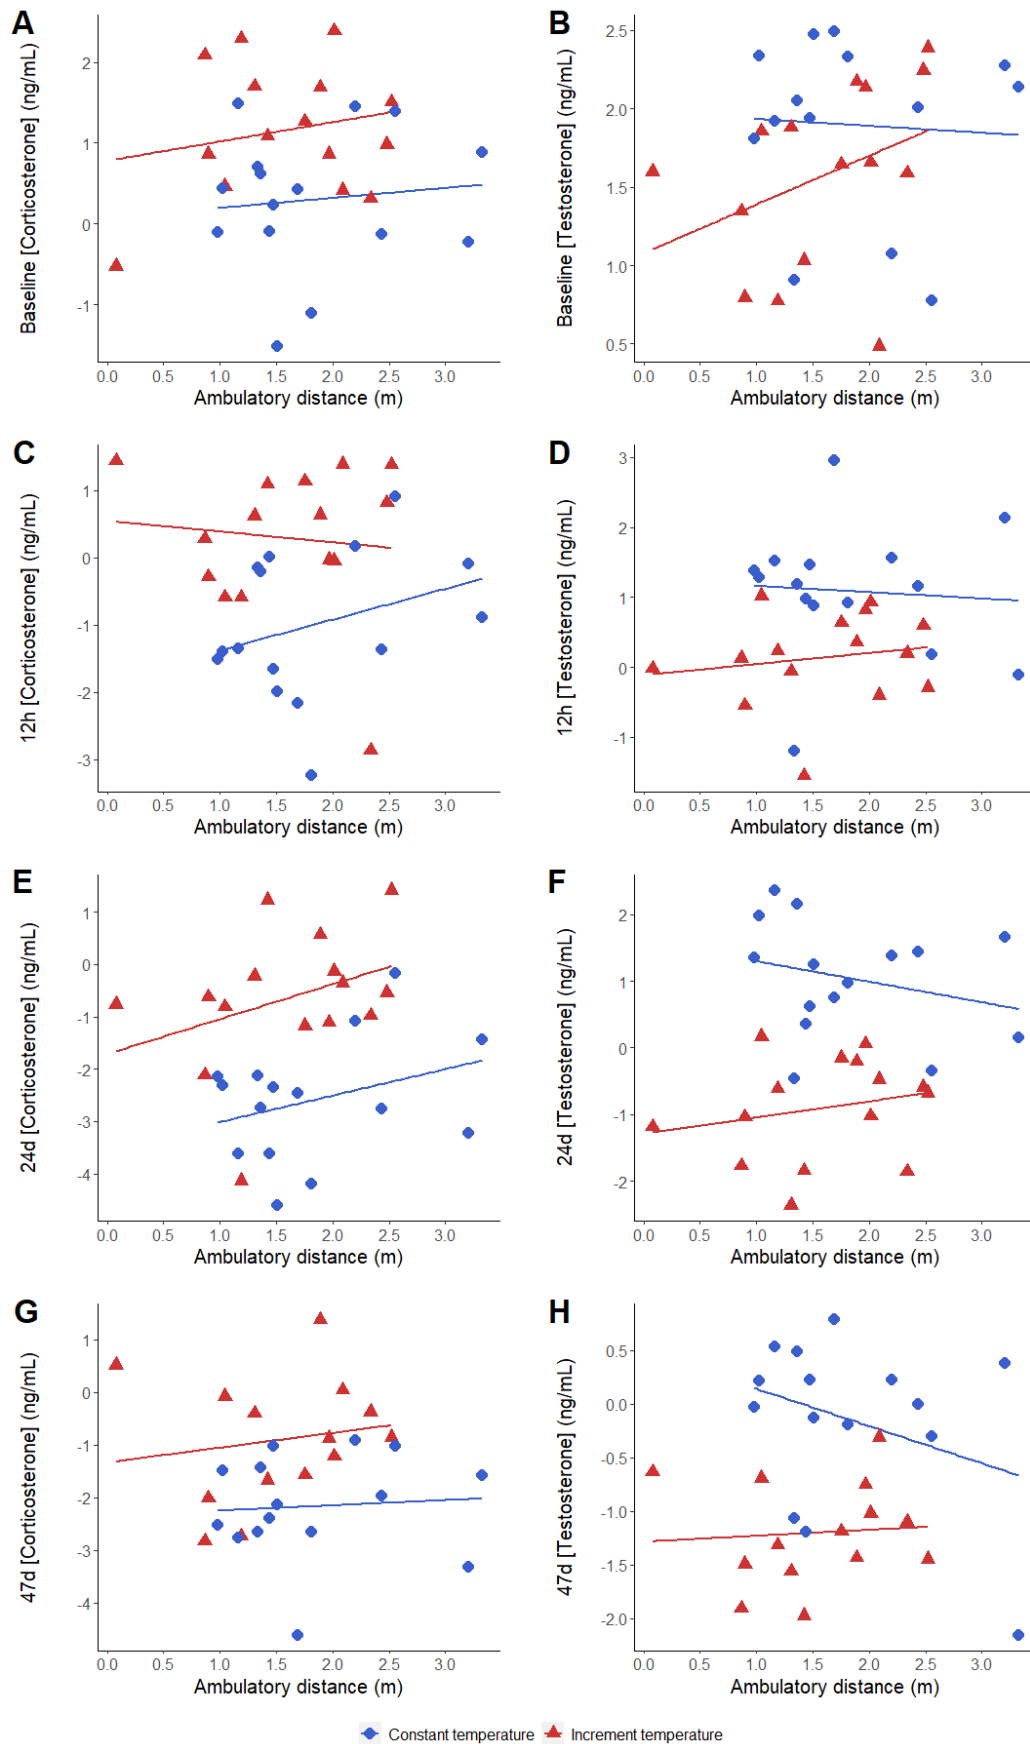 A
Baseline [Corticosterone] (ng/mL)
2
1
0
-1
0.0 0.5 1.0 1.5 2.0 2.5 3.0
Ambulatory distance (m)
B
Baseline [Testosterone] (ng/mL)
2.5
2.0
1.5
1.0
0.5
0.0 0.5 1.0 1.5 2.0 2.5 3.0
Ambulatory distance (m)
C
12h [Corticosterone] (ng/mL)
1
0
-1
-2
-3
0.0 0.5 1.0 1.5 2.0 2.5 3.0
Ambulatory distance (m)
D
12h [Testosterone] (ng/mL)
3
2
1
0
-1
0.0 0.5 1.0 1.5 2.0 2.5 3.0
Ambulatory distance (m)
E
24d [Corticosterone] (ng/mL)
1
0
-1
-2
-3
-4
0.0 0.5 1.0 1.5 2.0 2.5 3.0
Ambulatory distance (m)
F
24d [Testosterone] (ng/mL)
2
1
0
-1
-2
0.0 0.5 1.0 1.5 2.0 2.5 3.0
Ambulatory distance (m)
G
47d [Corticosterone] (ng/mL)
1
0
-1
-2
-3
-4
0.0 0.5 1.0 1.5 2.0 2.5 3.0
Ambulatory distance (m)
H
47d [Testosterone] (ng/mL)
0.5
0.0
-0.5
-1.0
-1.5
-2.0
0.0 0.5 1.0 1.5 2.0 2.5 3.0
Ambulatory distance (m)
Constant temperature Increment temperature